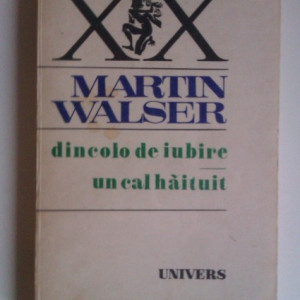 XX
MARTIN
WALSER
dincolo de iubire
un cal hăituit
UNIVERS